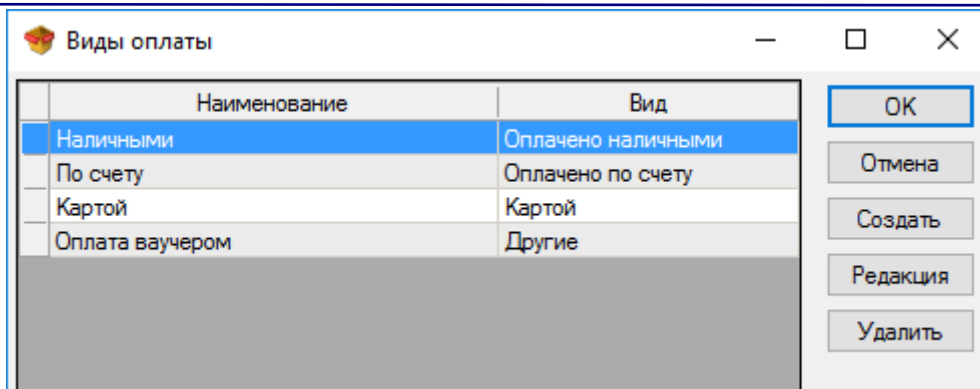 Виды оплаты
Наименование Вид
Наличными Оплачено наличными
По счету Оплачено по счету
Картой Картой
Оплата ваучером Другие
OK
Отмена
Создать
Редакция
Удалить